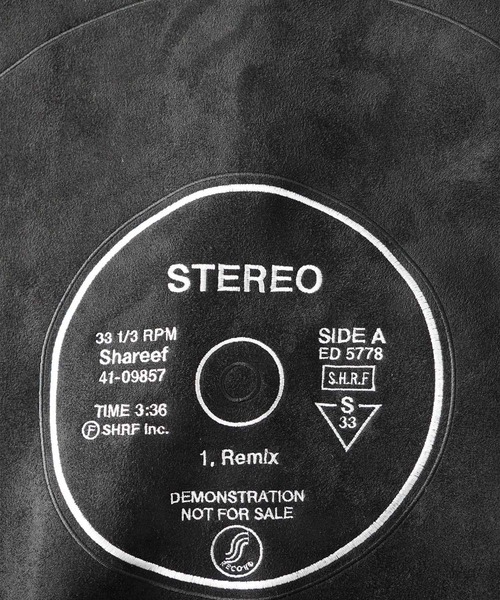 STEREO
33 1/3 RPM
Shareef
41-09857
TIME 3:36
Ⓕ SHRF Inc.
SIDE A
ED 5778
S.H.R.F
S
33
1. Remix
DEMONSTRATION
NOT FOR SALE
RECORD